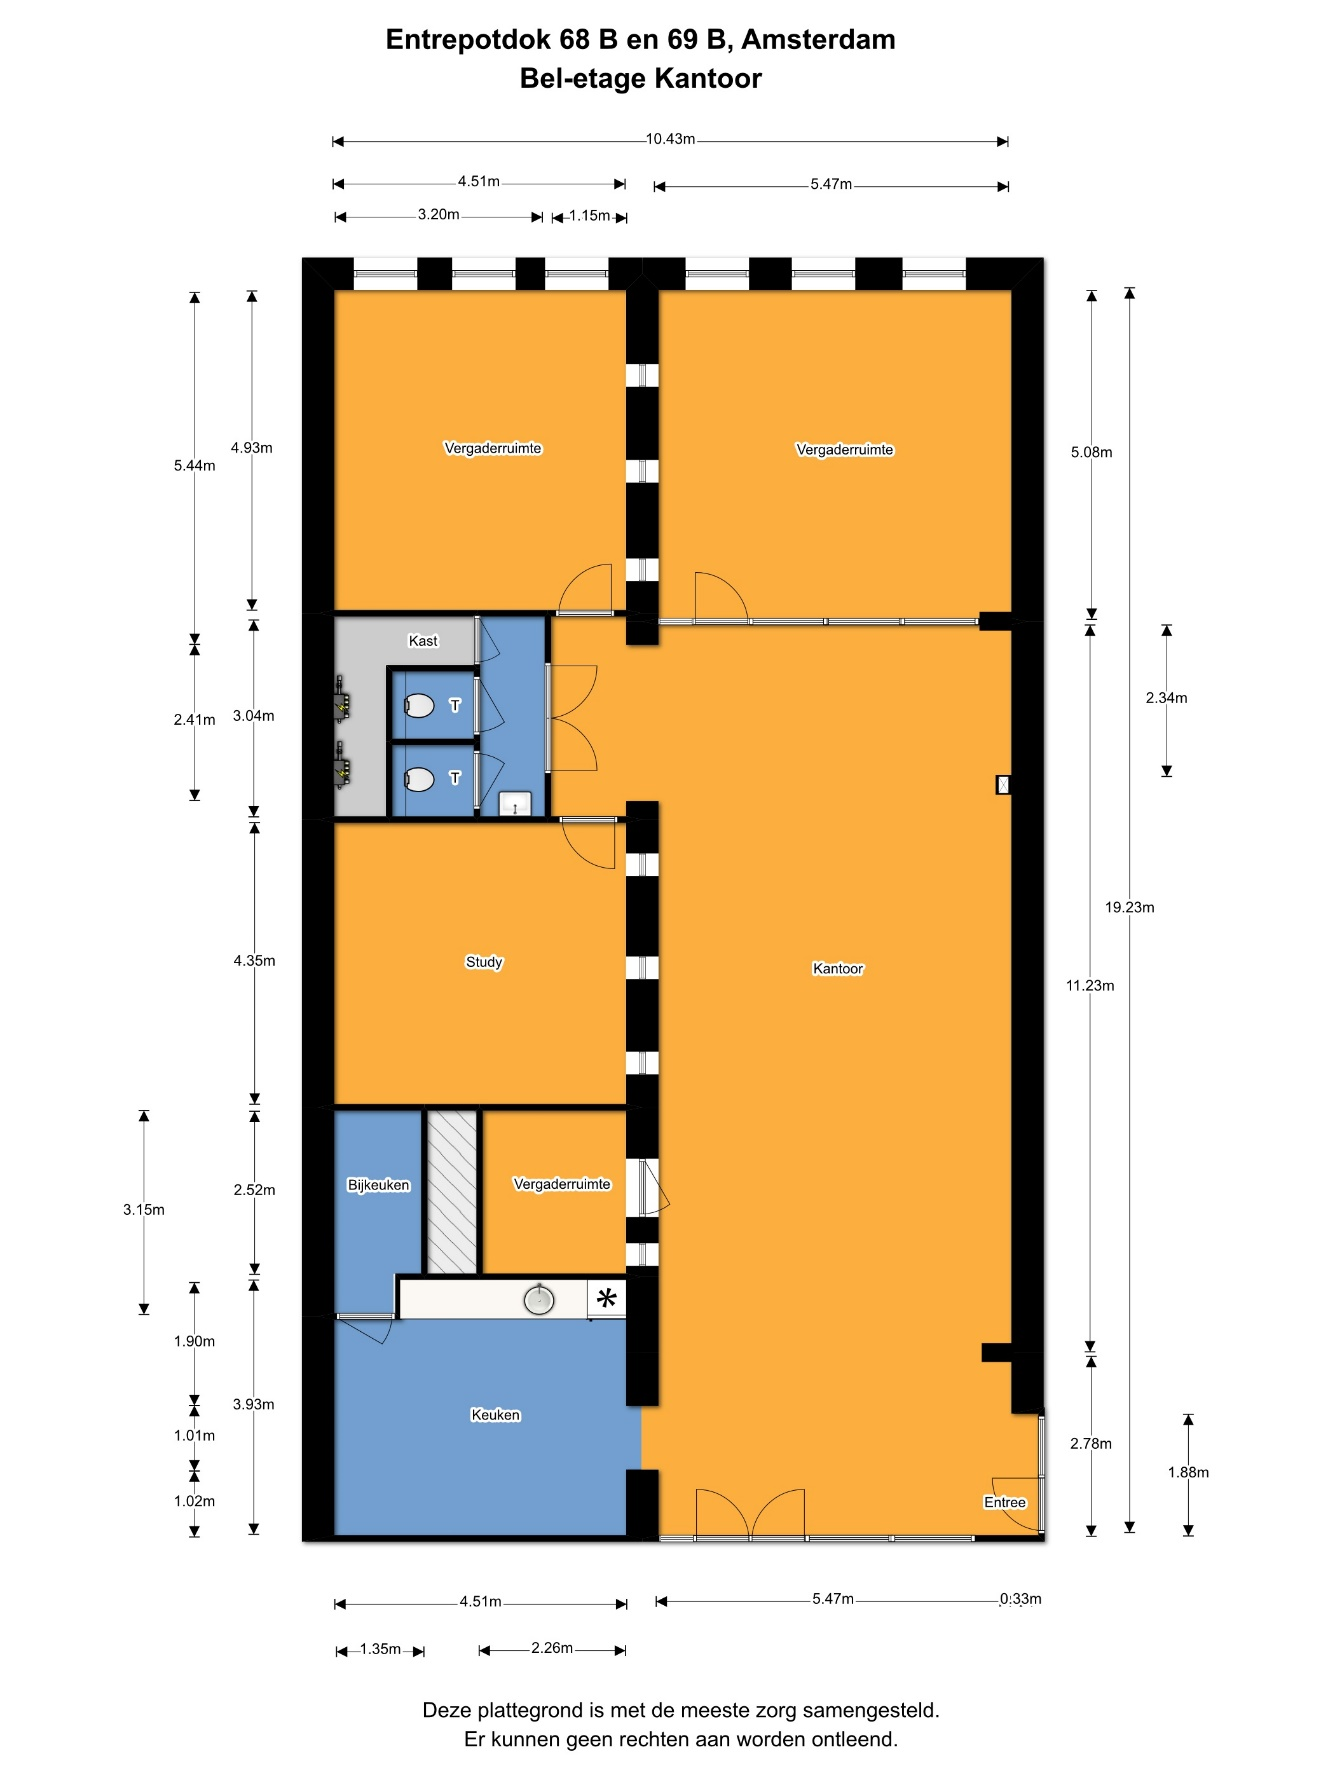 Entrepotdok 68 B en 69 B, Amsterdam
Bel-etage Kantoor
10.43m
4.51m
5.47m
3.20m
1.15m
4.93m
5.44m
5.08m
Vergaderruimte
Vergaderruimte
Kast
2.34m
T
3.04m
2.41m
T
19.23m
4.35m
Study
Kantoor
11.23m
Bijkeuken
Vergaderruimte
2.52m
3.15m
*
1.90m
3.93m
Keuken
1.01m
2.78m
1.88m
1.02m
Entree
4.51m
5.47m
0.33m
1.35m
2.26m
Deze plattegrond is met de meeste zorg samengesteld.
Er kunnen geen rechten aan worden ontleend.